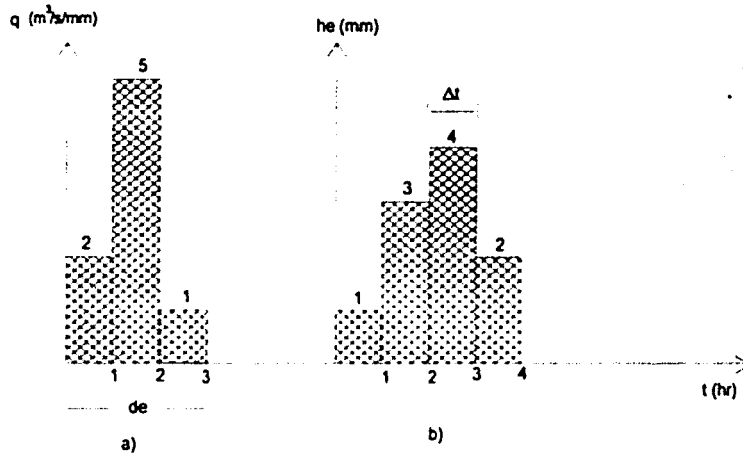 q (m³/s/mm)
he (mm)
5
Δt
4
3
2
2
1
1
1 2 3
1 2 3 4
t (hr)
de
a)
b)